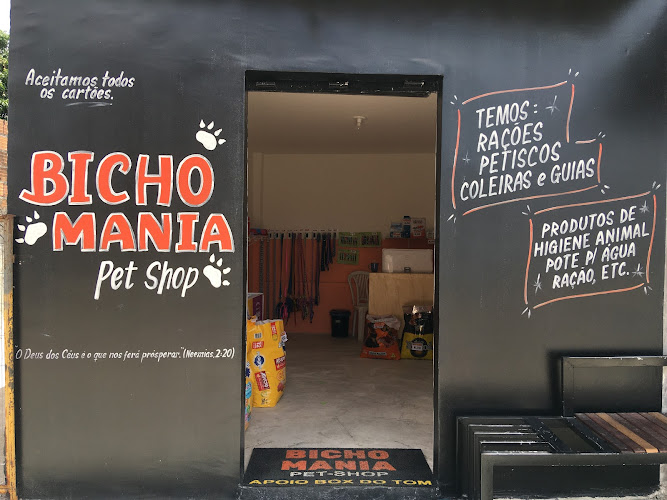 Aceitamos todos
os cartões.
BICHO
MANIA
Pet Shop
"O Deus dos Céus é o que nos fará prósperar."(Neemias,2:20)
TEMOS:
RAÇÕES
PETISCOS
COLEIRAS e GUIAS
PRODUTOS DE
HIGIENE ANIMAL
POTE P/ ÁGUA
RAÇÃO, ETC.
BICHO
MANIA
PET-SHOP
APOIO BOX DO TOM